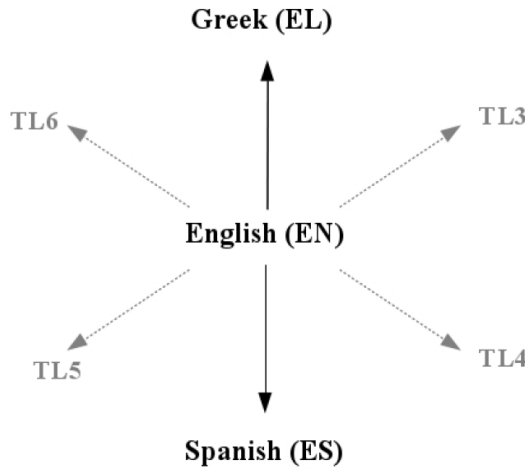 Greek (EL)
TL6
TL3
English (EN)
TL5
TL4
Spanish (ES)